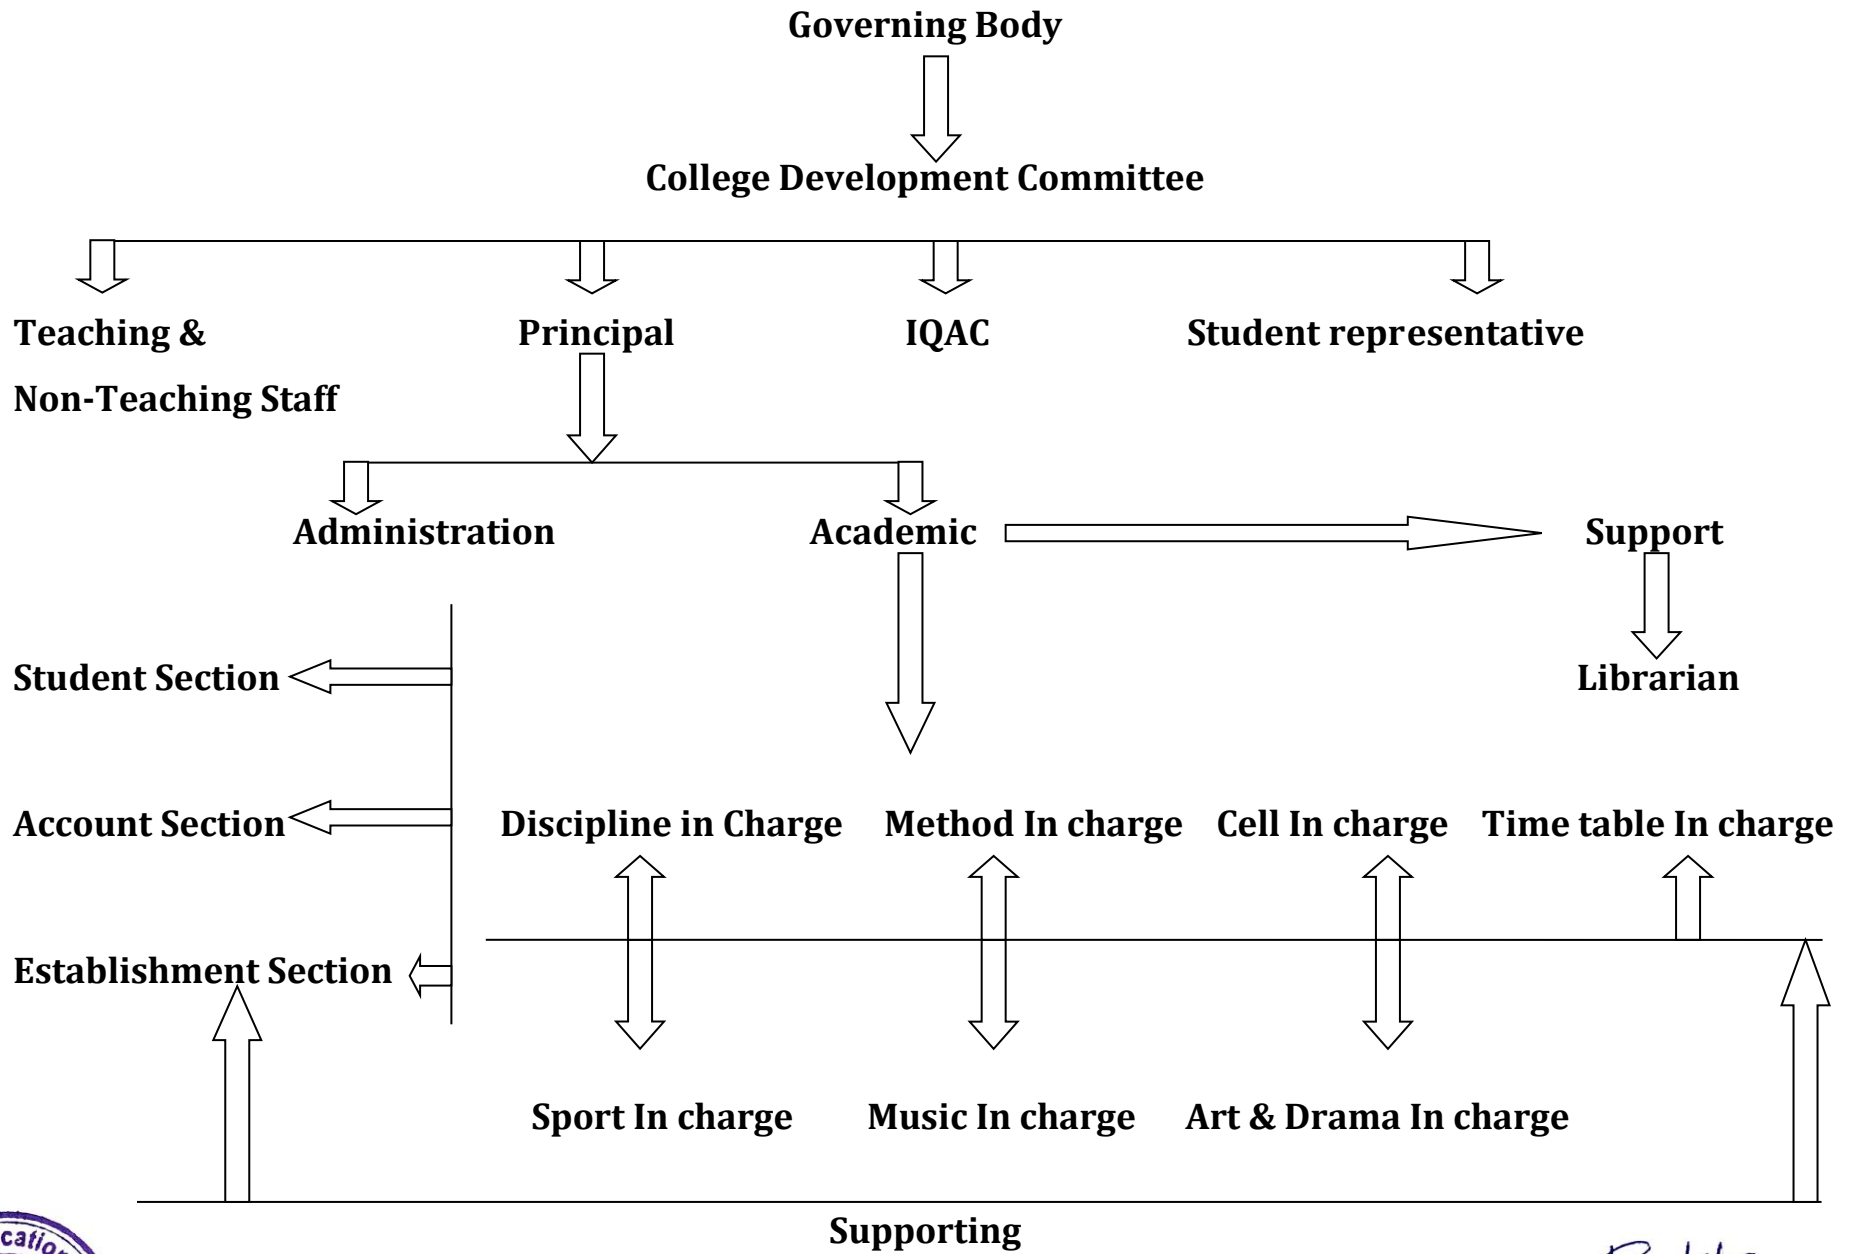 Governing Body
College Development Committee
Teaching &
Non-Teaching Staff
Principal
IQAC
Student representative
Administration
Academic
Support
Student Section
Librarian
Account Section
Discipline in Charge
Method In charge
Cell In charge
Time table In charge
Establishment Section
Sport In charge
Music In charge
Art & Drama In charge
Supporting